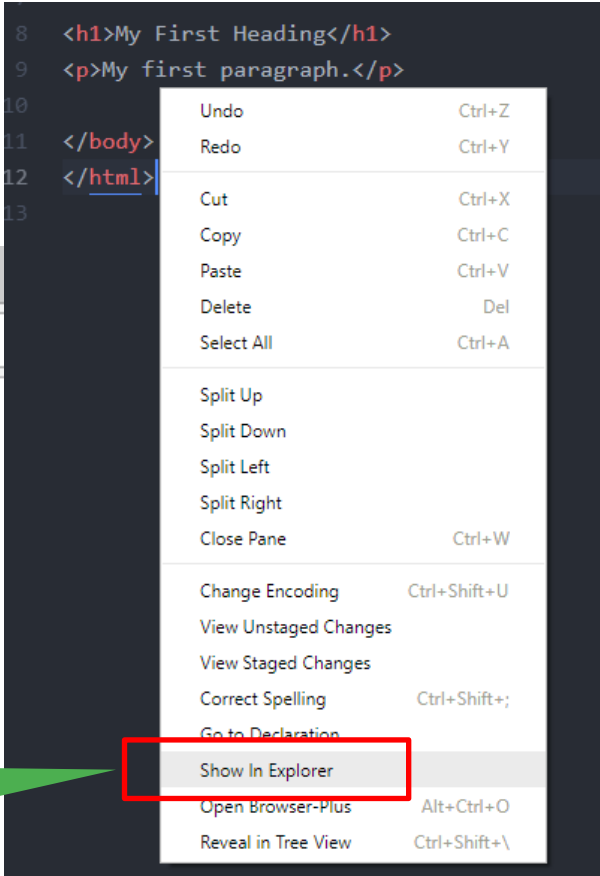 8 <h1>My First Heading</h1>
9 <p>My first paragraph.</p>
10
11 </body>
12 </html>
13
Undo Ctrl+Z
Redo Ctrl+Y
Cut Ctrl+X
Copy Ctrl+C
Paste Ctrl+V
Delete Del
Select All Ctrl+A
Split Up
Split Down
Split Left
Split Right
Close Pane Ctrl+W
Change Encoding Ctrl+Shift+U
View Unstaged Changes
View Staged Changes
Correct Spelling Ctrl+Shift+;
Go to Declaration
Show In Explorer
Open Browser-Plus Alt+Ctrl+O
Reveal in Tree View Ctrl+Shift+\